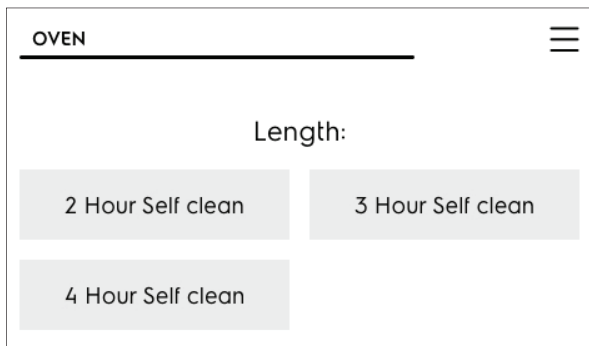 OVEN
Length:
2 Hour Self clean
3 Hour Self clean
4 Hour Self clean